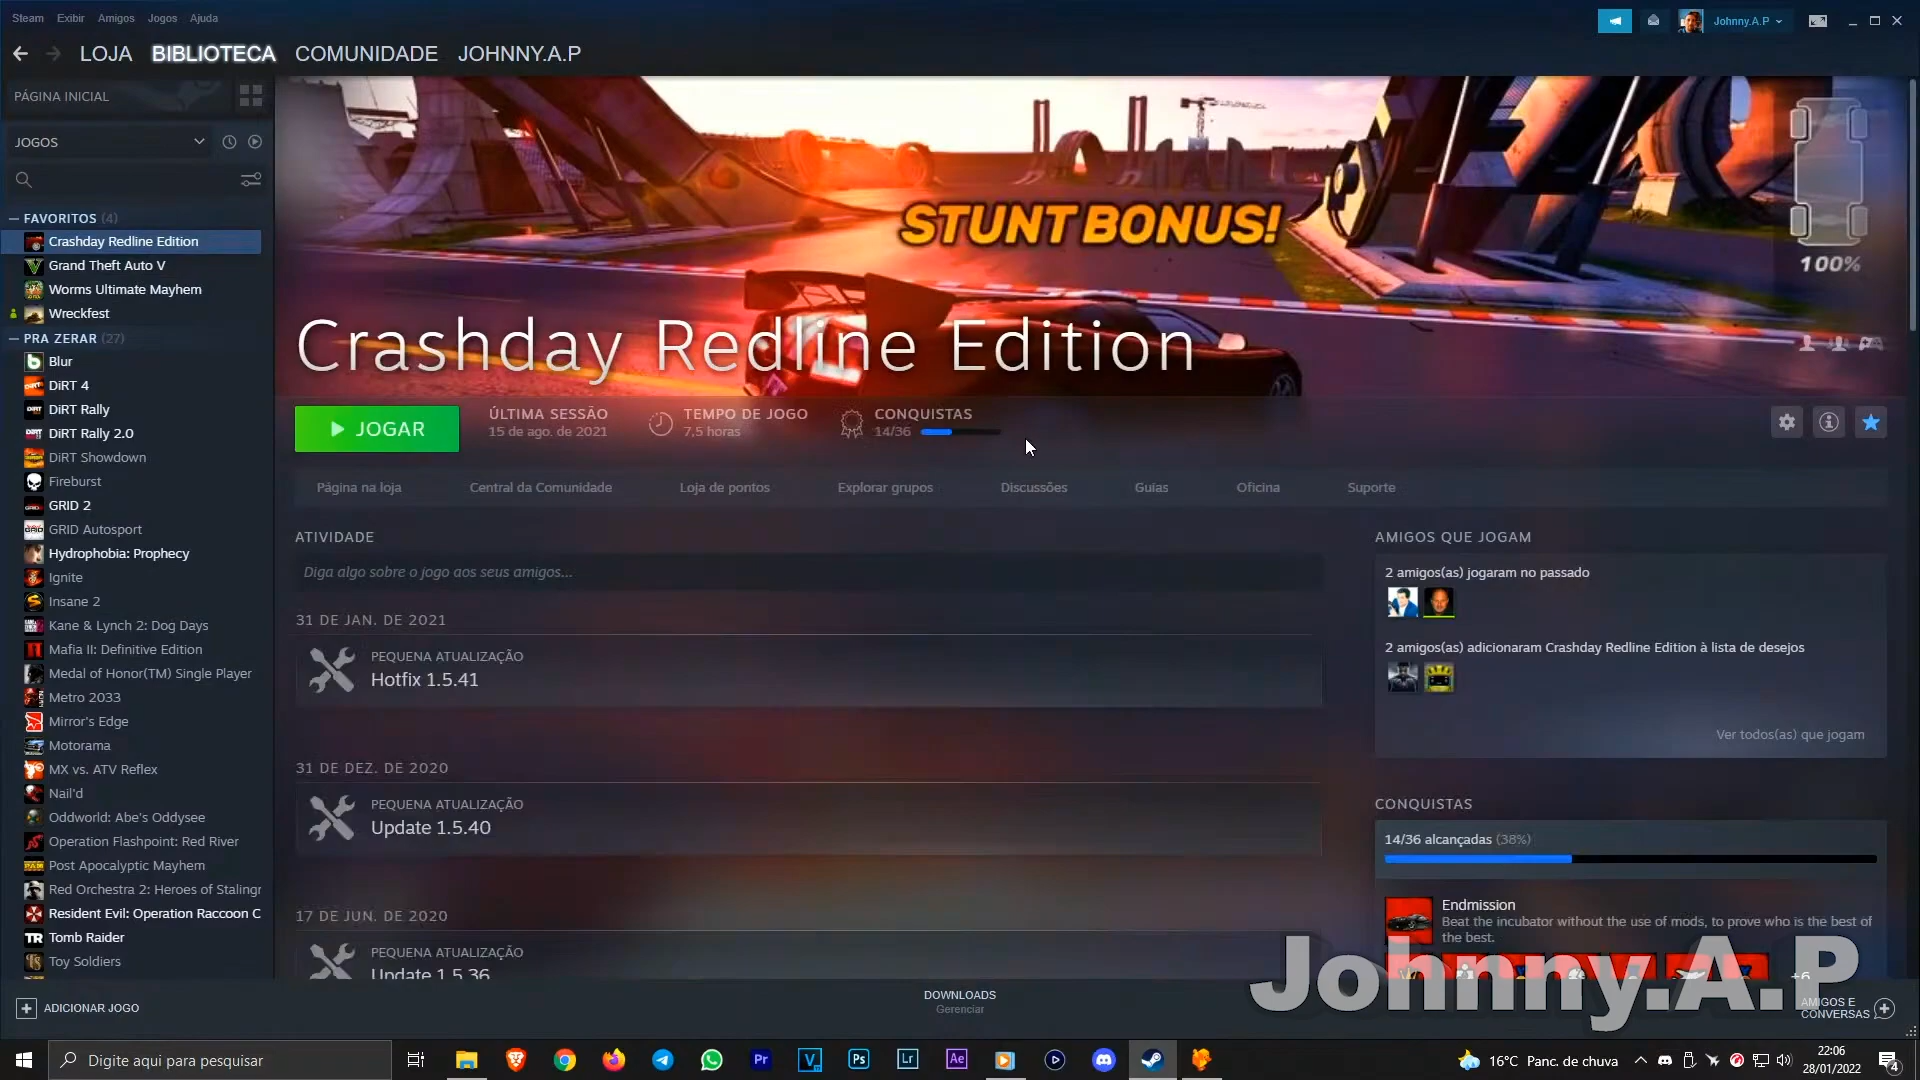 Steam Exibir Amigos Jogos Ajuda
Johnny.A.P
LOJA BIBLIOTECA COMUNIDADE JOHNNY.A.P
PÁGINA INICIAL
JOGOS
FAVORITOS (4)
Crashday Redline Edition
Grand Theft Auto V
Worms Ultimate Mayhem
Wreckfest
PRA ZERAR (27)
Blur
DiRT 4
DiRT Rally
DiRT Rally 2.0
DiRT Showdown
Fireburst
GRID 2
GRID Autosport
Hydrophobia: Prophecy
Ignite
Insane 2
Kane & Lynch 2: Dog Days
Mafia II: Definitive Edition
Medal of Honor(TM) Single Player
Metro 2033
Mirror's Edge
Motorama
MX vs. ATV Reflex
Nail'd
Oddworld: Abe's Oddysee
Operation Flashpoint: Red River
Post Apocalyptic Mayhem
Red Orchestra 2: Heroes of Stalingr
Resident Evil: Operation Raccoon C
Tomb Raider
Toy Soldiers
ADICIONAR JOGO
STUNT BONUS!
100%
Crashday Redline Edition
JOGAR
ÚLTIMA SESSÃO
15 de ago. de 2021
TEMPO DE JOGO
7,5 horas
CONQUISTAS
14/36
Página na loja Central da Comunidade Loja de pontos Explorar grupos Discussões Guias Oficina Suporte
ATIVIDADE
Diga algo sobre o jogo aos seus amigos...
31 DE JAN. DE 2021
PEQUENA ATUALIZAÇÃO
Hotfix 1.5.41
31 DE DEZ. DE 2020
PEQUENA ATUALIZAÇÃO
Update 1.5.40
17 DE JUN. DE 2020
PEQUENA ATUALIZAÇÃO
Update 1.5.36
AMIGOS QUE JOGAM
2 amigos(as) jogaram no passado
2 amigos(as) adicionaram Crashday Redline Edition à lista de desejos
Ver todos(as) que jogam
CONQUISTAS
14/36 alcançadas (38%)
Endmission
Beat the incubator without the use of mods, to prove who is the best of
the best.
+6
Johnny.A.P
DOWNLOADS
Gerenciar
AMIGOS E
CONVERSAS
Digite aqui para pesquisar
Pr
V
Ps
Lr
Ae
16°C Panc. de chuva
22:06
28/01/2022
4